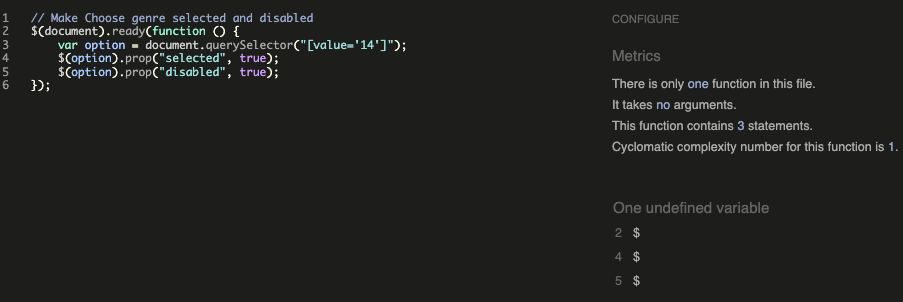 1 // Make Choose genre selected and disabled
2 $(document).ready(function () {
3 var option = document.querySelector("[value='14']");
4 $(option).prop("selected", true);
5 $(option).prop("disabled", true);
6 });
CONFIGURE
Metrics
There is only one function in this file.
It takes no arguments.
This function contains 3 statements.
Cyclomatic complexity number for this function is 1.
One undefined variable
2 $
4 $
5 $